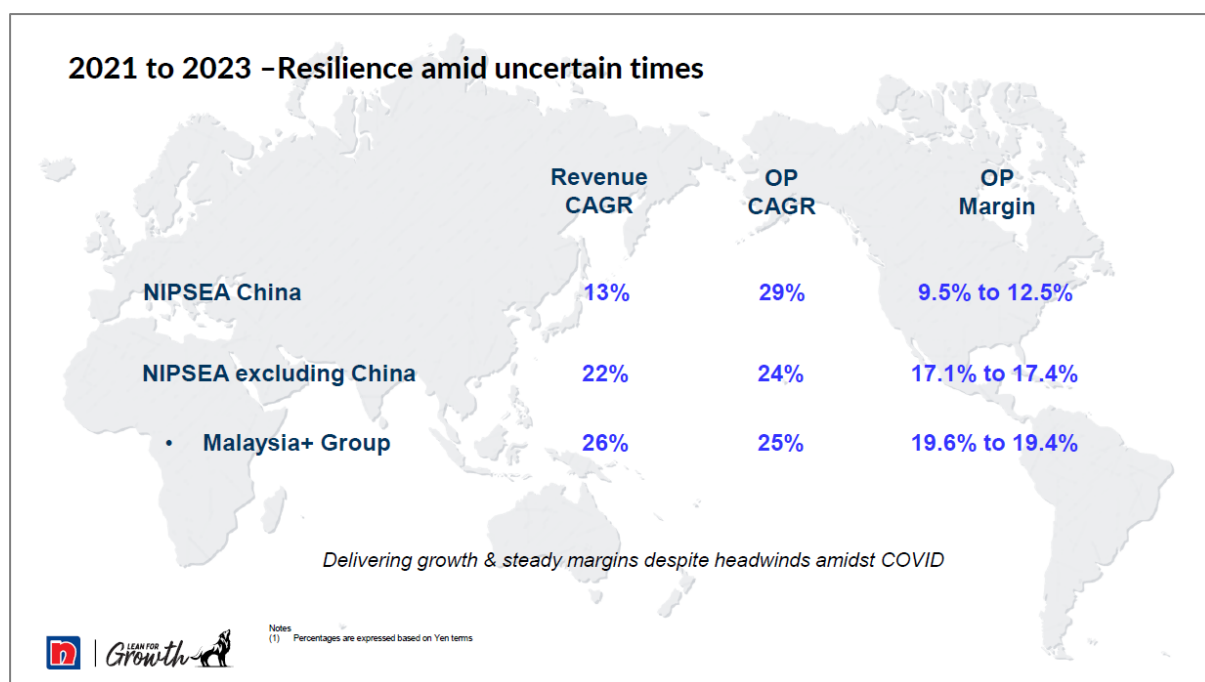 2021 to 2023 –Resilience amid uncertain times
Revenue CAGR
OP CAGR
OP Margin
NIPSEA China 13% 29% 9.5% to 12.5%
NIPSEA excluding China 22% 24% 17.1% to 17.4%
• Malaysia+ Group 26% 25% 19.6% to 19.4%
Delivering growth & steady margins despite headwinds amidst COVID
Notes
(1) Percentages are expressed based on Yen terms
n
LEAN FOR
Growth